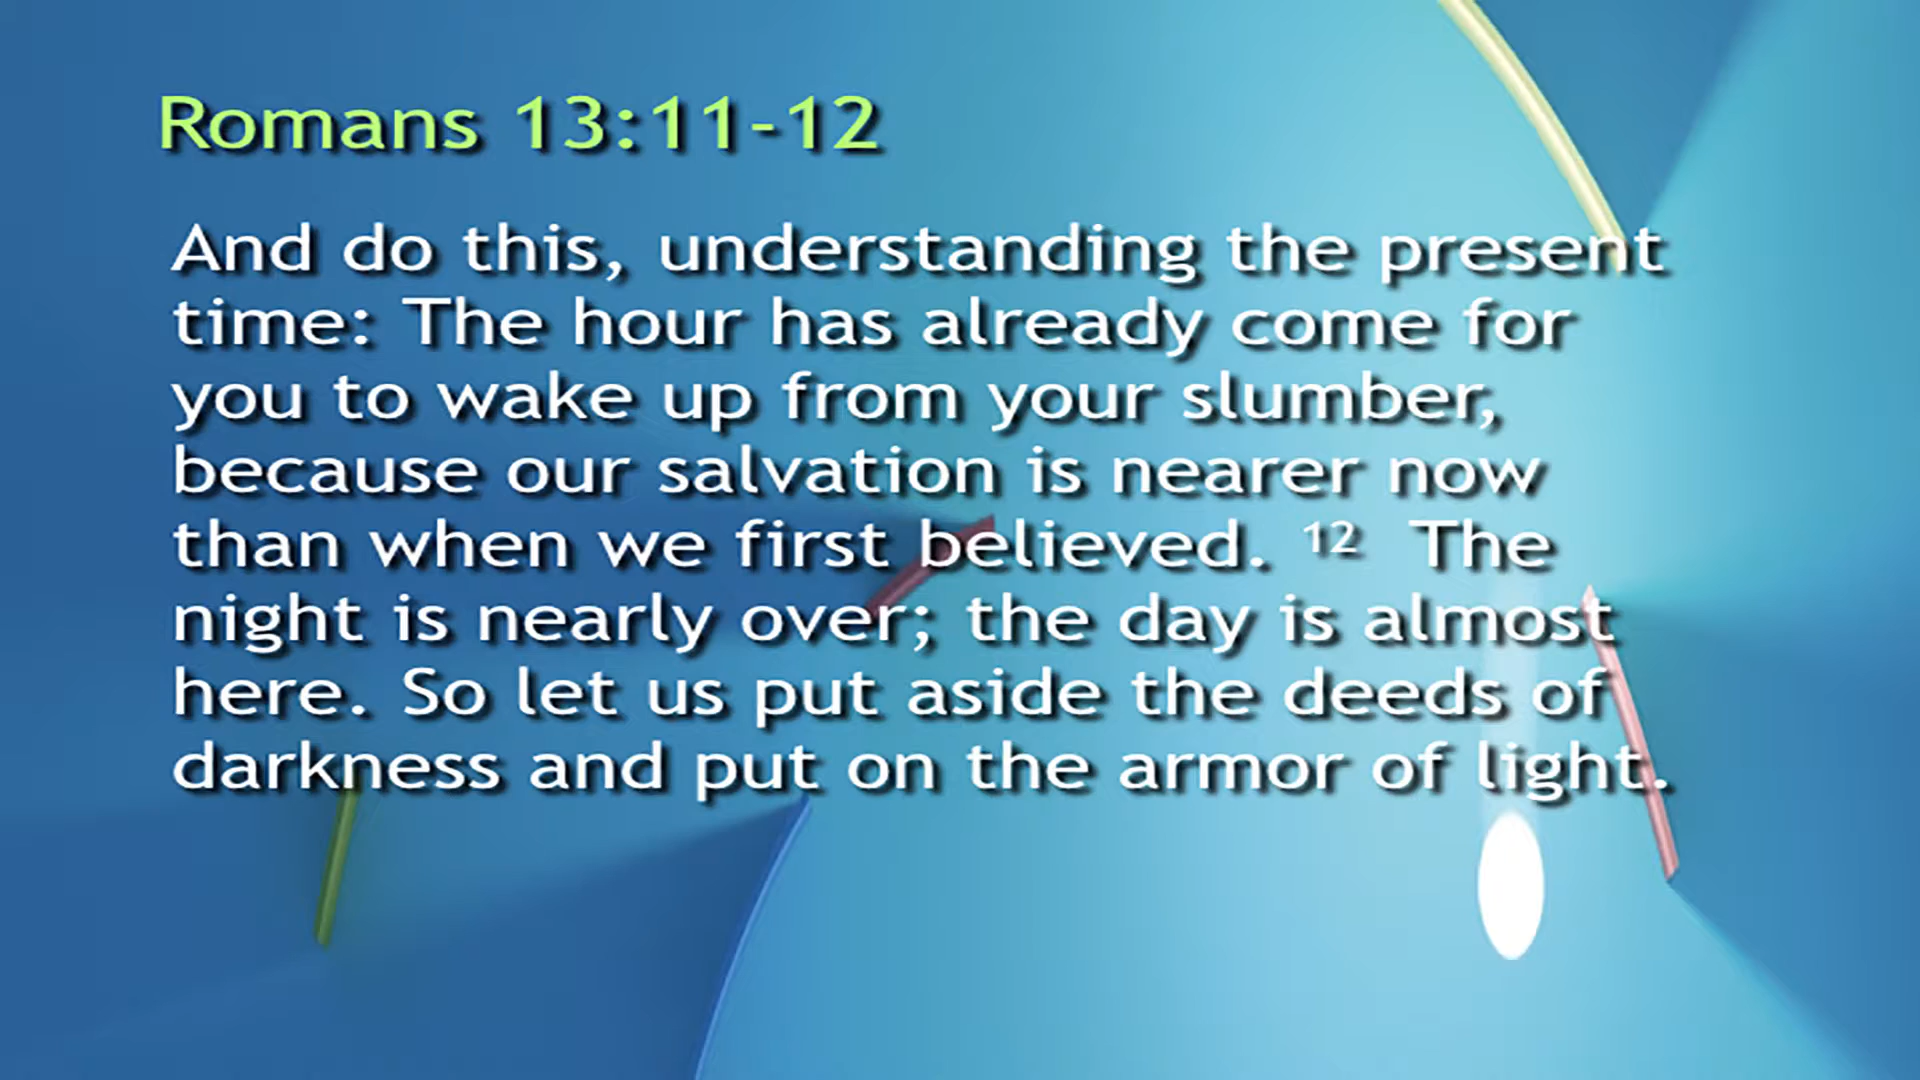 Romans 13:11-12
And do this, understanding the present
time: The hour has already come for
you to wake up from your slumber,
because our salvation is nearer now
than when we first believed. 12 The
night is nearly over; the day is almost
here. So let us put aside the deeds of
darkness and put on the armor of light.